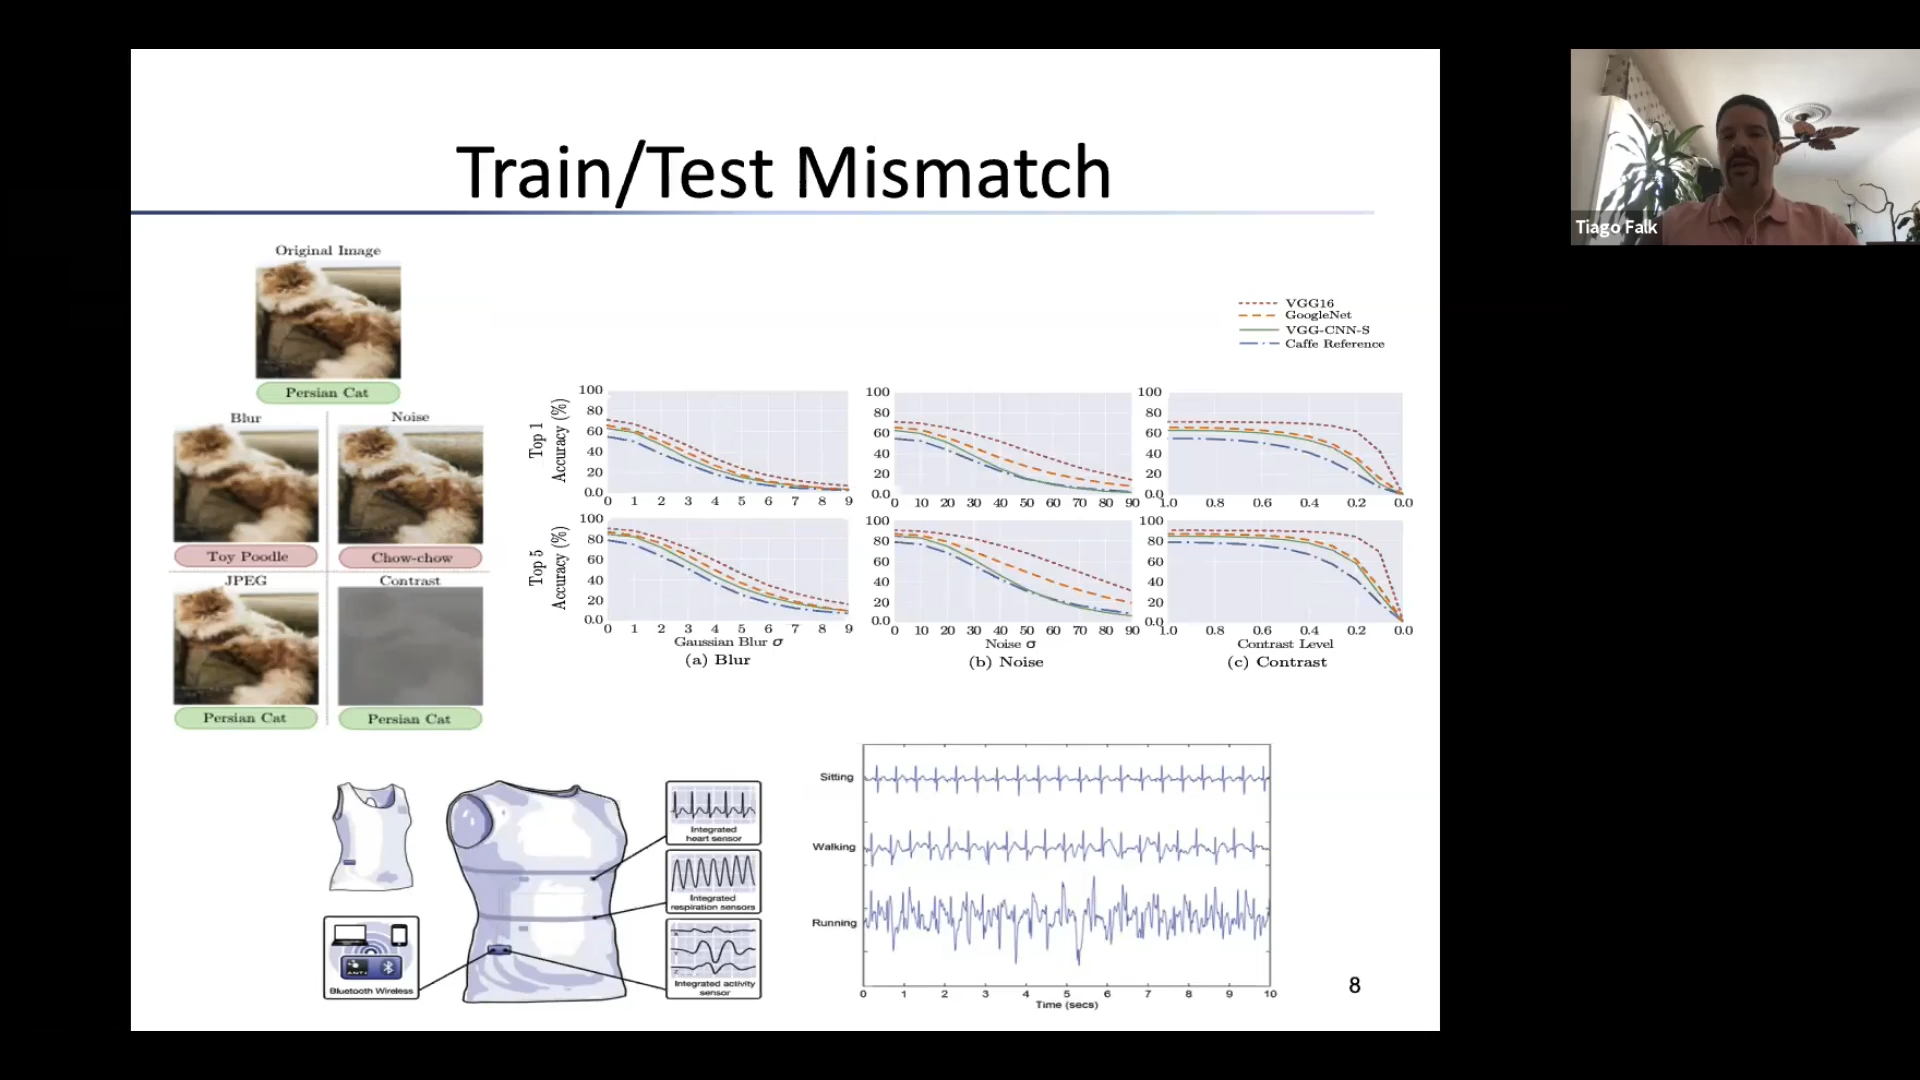 Train/Test Mismatch
Tiago Falk
Original Image
Persian Cat
Blur
Noise
Toy Poodle
Chow-chow
JPEG
Contrast
Persian Cat
Persian Cat
VGG16
GoogleNet
VGG-CNN-S
Caffe Reference
Top 1
Accuracy (%)
100
80
60
40
20
0.0
0 1 2 3 4 5 6 7 8 9
100
80
60
40
20
0.0
0 10 20 30 40 50 60 70 80 90
100
80
60
40
20
0.0
1.0 0.8 0.6 0.4 0.2 0.0
Top 5
Accuracy (%)
100
80
60
40
20
0.0
0 1 2 3 4 5 6 7 8 9
Gaussian Blur σ
(a) Blur
100
80
60
40
20
0.0
0 10 20 30 40 50 60 70 80 90
Noise σ
(b) Noise
100
80
60
40
20
0.0
1.0 0.8 0.6 0.4 0.2 0.0
Contrast Level
(c) Contrast
Integrated
heart sensor
Integrated
respiration sensors
Integrated activity
sensor
ANT+
Bluetooth Wireless
Sitting
Walking
Running
0 1 2 3 4 5 6 7 8 9 10
Time (secs)
8